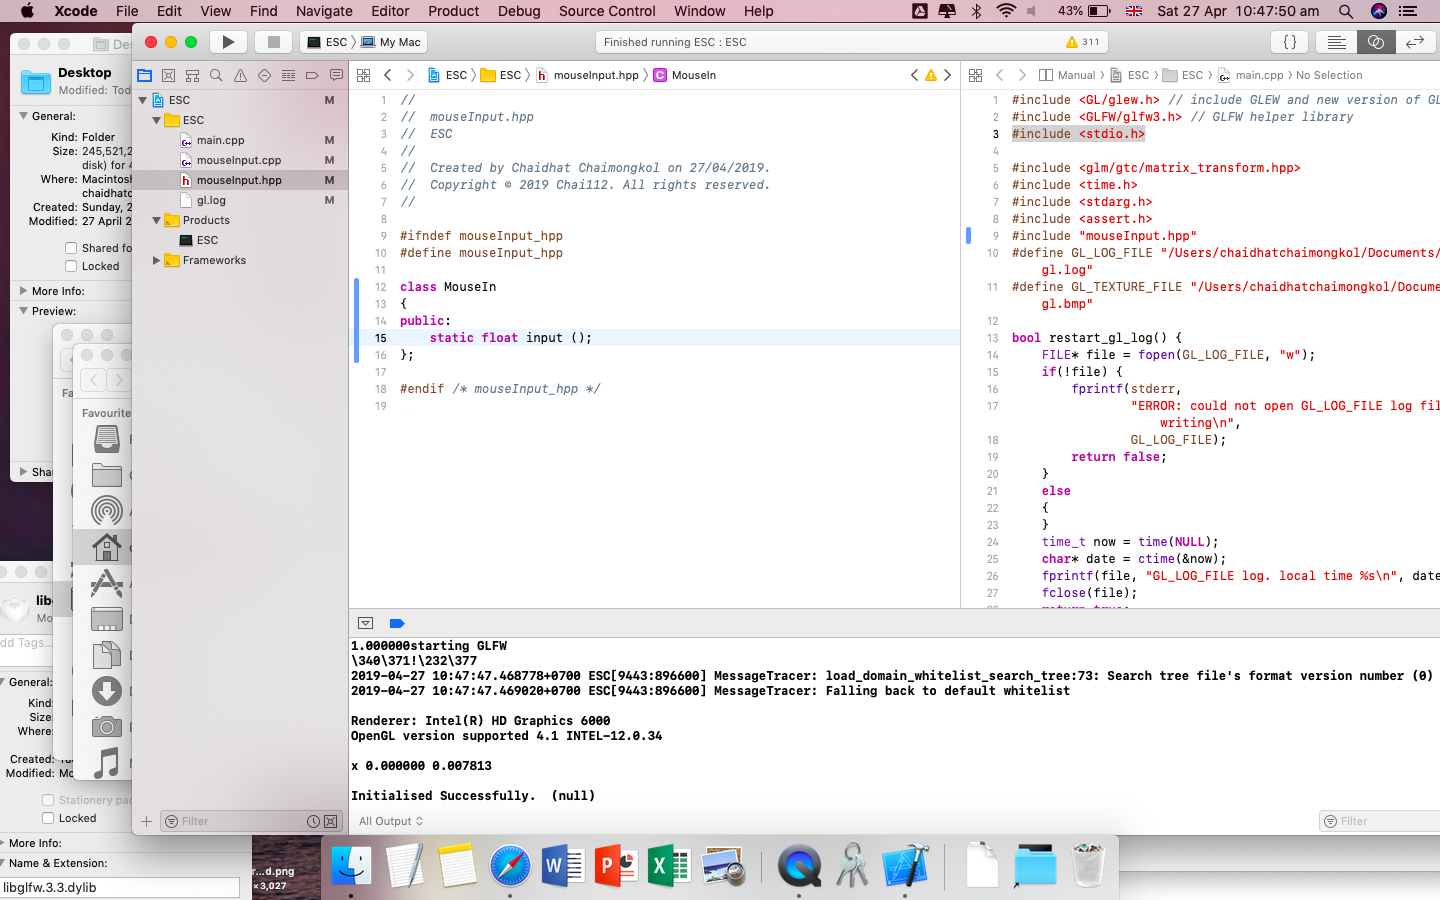 Xcode File Edit View Find Navigate Editor Product Debug Source Control Window Help 43% Sat 27 Apr 10:47:50 am
ESC My Mac Finished running ESC : ESC 311
Desktop
Modified:
General:
Kind: Folder
Size: 245,521,2
disk) for
Where: Macintosh
chaidhatc
Created: Sunday, 2
Modified: 27 April 2
Shared fo
Locked
More Info:
Preview:
Favourite
General:
Kind:
Size:
Where:
Created:
Modified: Mo
Stationery pac
Locked
More Info:
Name & Extension:
libglfw.3.3.dylib
ESC M
ESC
main.cpp M
mouseInput.cpp M
mouseInput.hpp M
gl.log M
Products
ESC
Frameworks
Filter
ESC ESC mouseInput.hpp MouseIn
1 //
2 // mouseInput.hpp
3 // ESC
4 //
5 // Created by Chaidhat Chaimongkol on 27/04/2019.
6 // Copyright © 2019 Chai112. All rights reserved.
7 //
8
9 #ifndef mouseInput_hpp
10 #define mouseInput_hpp
11
12 class MouseIn
13 {
14 public:
15 static float input ();
16 };
17
18 #endif /* mouseInput_hpp */
19
Manual ESC ESC main.cpp No Selection
1 #include <GL/glew.h> // include GLEW and new version of GL
2 #include <GLFW/glfw3.h> // GLFW helper library
3 #include <stdio.h>
4
5 #include <glm/gtc/matrix_transform.hpp>
6 #include <time.h>
7 #include <stdarg.h>
8 #include <assert.h>
9 #include "mouseInput.hpp"
10 #define GL_LOG_FILE "/Users/chaidhatchaimongkol/Documents/
gl.log"
11 #define GL_TEXTURE_FILE "/Users/chaidhatchaimongkol/Docume
gl.bmp"
12
13 bool restart_gl_log() {
14 FILE* file = fopen(GL_LOG_FILE, "w");
15 if(!file) {
16 fprintf(stderr,
17 "ERROR: could not open GL_LOG_FILE log fil
writing\n",
18 GL_LOG_FILE);
19 return false;
20 }
21 else
22 {
23 }
24 time_t now = time(NULL);
25 char* date = ctime(&now);
26 fprintf(file, "GL_LOG_FILE log. local time %s\n", date
27 fclose(file);
1.000000starting GLFW
\340\371!\232\377
2019-04-27 10:47:47.468778+0700 ESC[9443:896600] MessageTracer: load_domain_whitelist_search_tree:73: Search tree file's format version number (0)
2019-04-27 10:47:47.469020+0700 ESC[9443:896600] MessageTracer: Falling back to default whitelist
Renderer: Intel(R) HD Graphics 6000
OpenGL version supported 4.1 INTEL-12.0.34
x 0.000000 0.007813
Initialised Successfully. (null)
All Output
Filter
...d.png
× 3,027